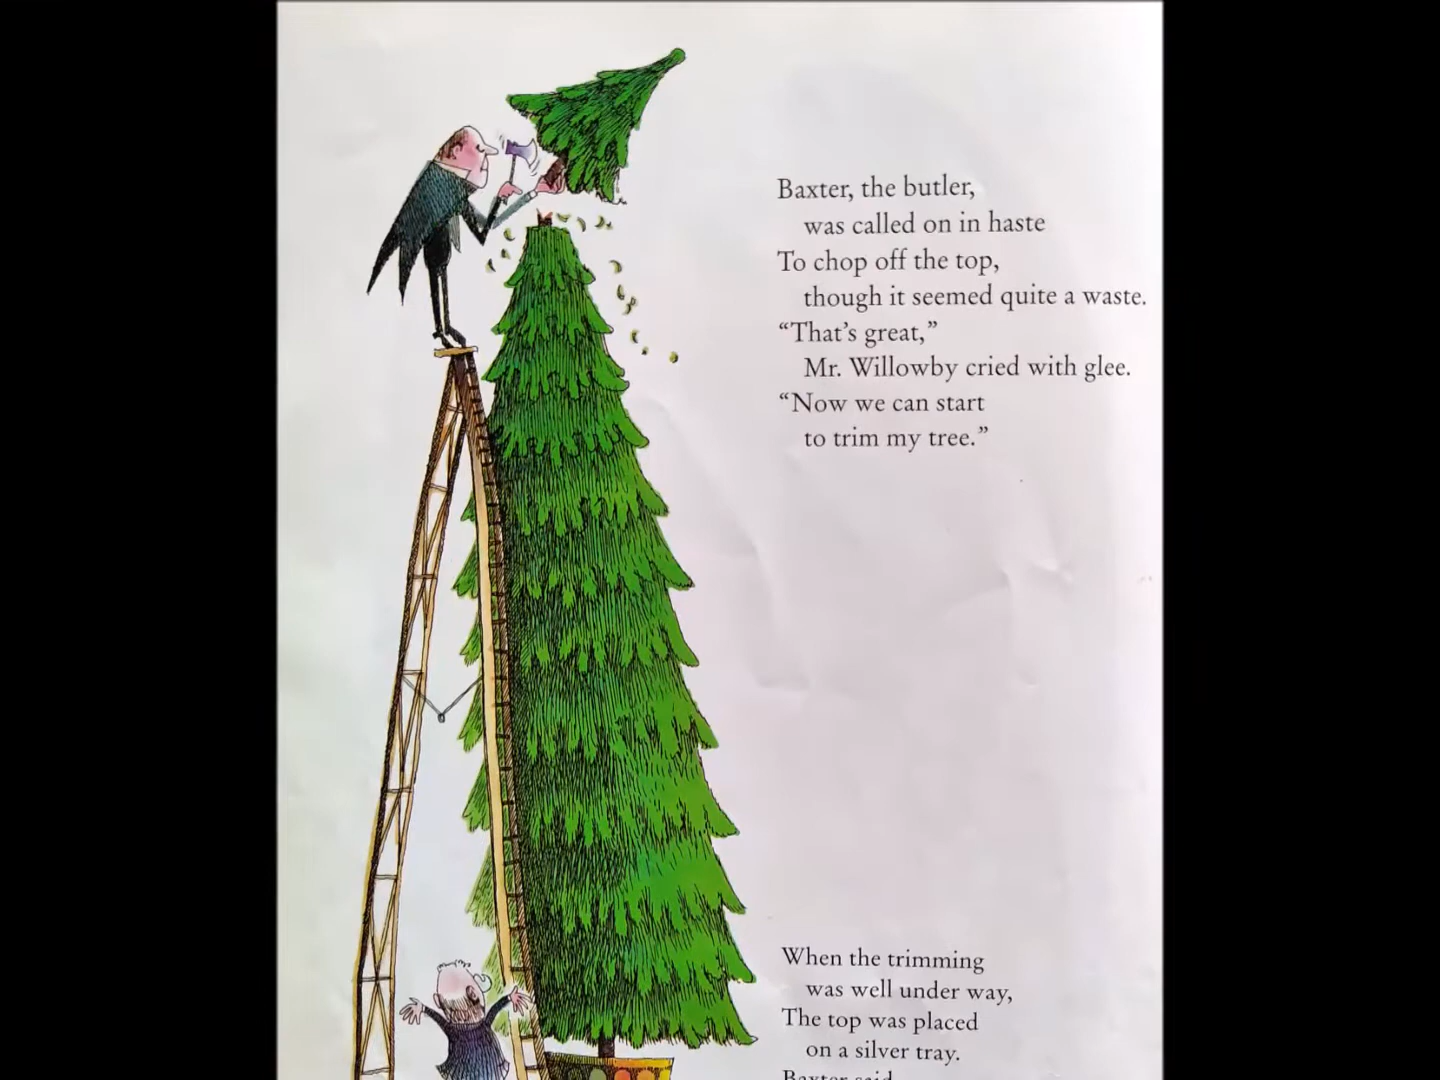 Baxter, the butler,
was called on in haste
To chop off the top,
though it seemed quite a waste.
“That’s great,”
Mr. Willowby cried with glee.
“Now we can start
to trim my tree.”
When the trimming
was well under way,
The top was placed
on a silver tray.
Baxter said